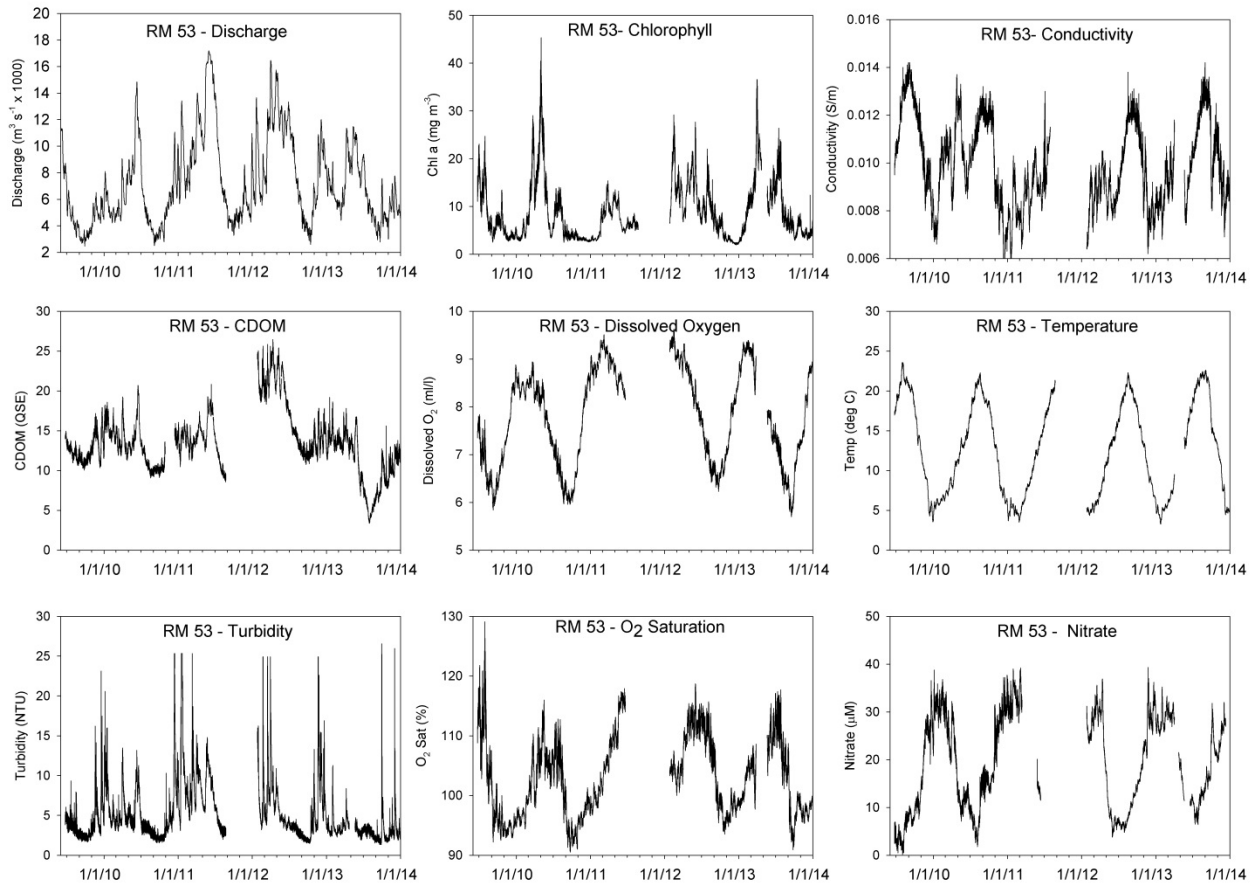 RM 53 - Discharge
Discharge (m³ s⁻¹ x 1000)
20
18
16
14
12
10
8
6
4
2
1/1/10 1/1/11 1/1/12 1/1/13 1/1/14
RM 53- Chlorophyll
Chl a (mg m⁻³)
50
40
30
20
10
0
1/1/10 1/1/11 1/1/12 1/1/13 1/1/14
RM 53- Conductivity
Conductivity (S/m)
0.016
0.014
0.012
0.010
0.008
0.006
1/1/10 1/1/11 1/1/12 1/1/13 1/1/14
RM 53 - CDOM
CDOM (QSE)
30
25
20
15
10
5
0
1/1/10 1/1/11 1/1/12 1/1/13 1/1/14
RM 53 - Dissolved Oxygen
Dissolved O₂ (ml/l)
10
9
8
7
6
5
1/1/10 1/1/11 1/1/12 1/1/13 1/1/14
RM 53 - Temperature
Temp (deg C)
30
25
20
15
10
5
0
1/1/10 1/1/11 1/1/12 1/1/13 1/1/14
RM 53 - Turbidity
Turbidity (NTU)
30
25
20
15
10
5
0
1/1/10 1/1/11 1/1/12 1/1/13 1/1/14
RM 53 - O₂ Saturation
O₂ Sat (%)
130
120
110
100
90
1/1/10 1/1/11 1/1/12 1/1/13 1/1/14
RM 53 - Nitrate
Nitrate (µM)
50
40
30
20
10
0
1/1/10 1/1/11 1/1/12 1/1/13 1/1/14